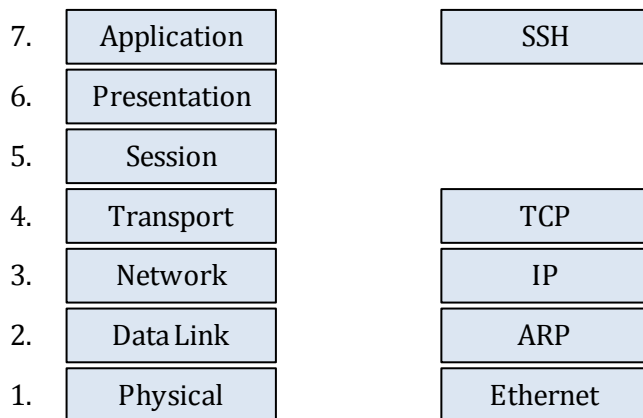 7. Application SSH
6. Presentation
5. Session
4. Transport TCP
3. Network IP
2. Data Link ARP
1. Physical Ethernet